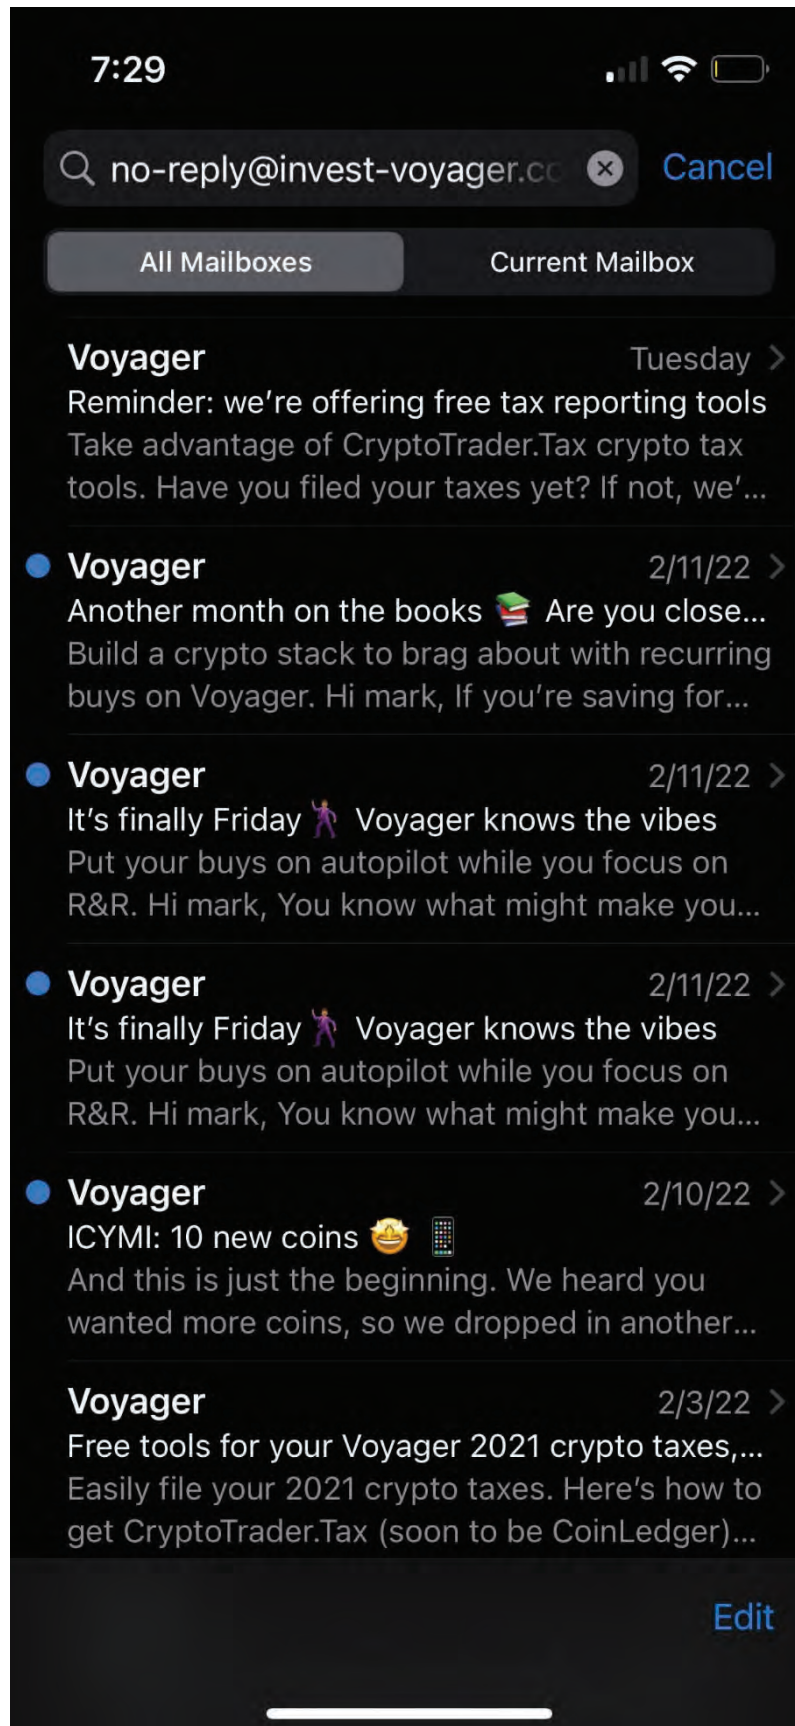 7:29
no-reply@invest-voyager.cc
Cancel
All Mailboxes
Current Mailbox
Voyager
Tuesday
Reminder: we're offering free tax reporting tools
Take advantage of CryptoTrader.Tax crypto tax
tools. Have you filed your taxes yet? If not, we'...
Voyager
2/11/22
Another month on the books 📚 Are you close...
Build a crypto stack to brag about with recurring
buys on Voyager. Hi mark, If you're saving for...
Voyager
2/11/22
It's finally Friday 🕺🏾 Voyager knows the vibes
Put your buys on autopilot while you focus on
R&R. Hi mark, You know what might make you...
Voyager
2/11/22
It's finally Friday 🕺🏾 Voyager knows the vibes
Put your buys on autopilot while you focus on
R&R. Hi mark, You know what might make you...
Voyager
2/10/22
ICYMI: 10 new coins 🤩 📱
And this is just the beginning. We heard you
wanted more coins, so we dropped in another...
Voyager
2/3/22
Free tools for your Voyager 2021 crypto taxes,...
Easily file your 2021 crypto taxes. Here's how to
get CryptoTrader.Tax (soon to be CoinLedger)...
Edit